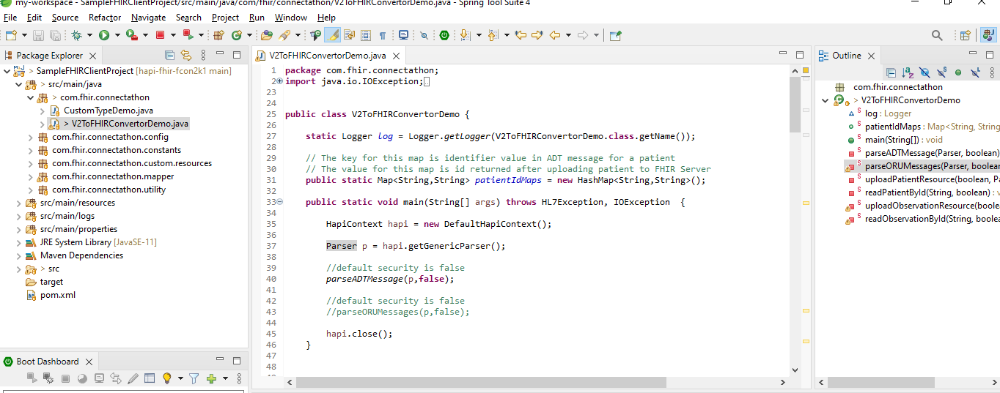 my-workspace - SampleFHIRClientProject/src/main/java/com/fhir/connectathon/V2ToFHIRConvertorDemo.java - Spring Tool Suite 4
File Edit Source Refactor Navigate Search Project Run Window Help
Package Explorer
SampleFHIRClientProject [hapi-fhir-fcon2k1 main]
src/main/java
com.fhir.connectathon
CustomTypeDemo.java
V2ToFHIRConvertorDemo.java
com.fhir.connectathon.config
com.fhir.connectathon.constants
com.fhir.connectathon.custom.resources
com.fhir.connectathon.mapper
com.fhir.connectathon.utility
src/main/resources
src/main/logs
src/main/properties
JRE System Library [JavaSE-11]
Maven Dependencies
src
target
pom.xml
Boot Dashboard
V2ToFHIRConvertorDemo.java
1 package com.fhir.connectathon;
2 import java.io.IOException;
23
24
25 public class V2ToFHIRConvertorDemo {
26
27 static Logger log = Logger.getLogger(V2ToFHIRConvertorDemo.class.getName());
28
29 // The key for this map is identifier value in ADT message for a patient
30 // The value for this map is id returned after uploading patient to FHIR Server
31 public static Map<String,String> patientIdMaps = new HashMap<String,String>();
32
33 public static void main(String[] args) throws HL7Exception, IOException {
34
35 HapiContext hapi = new DefaultHapiContext();
36
37 Parser p = hapi.getGenericParser();
38
39 //default security is false
40 parseADTMessage(p,false);
41
42 //default security is false
43 //parseORUMessages(p,false);
44
45 hapi.close();
46 }
47
48
Outline
com.fhir.connectathon
V2ToFHIRConvertorDemo
log : Logger
patientIdMaps : Map<String, String
main(String[]) : void
parseADTMessage(Parser, boolean)
parseORUMessages(Parser, boolean
uploadPatientResource(boolean, Pa
readPatientById(String, boolean) : v
uploadObservationResource(boole
readObservationById(String, boolea